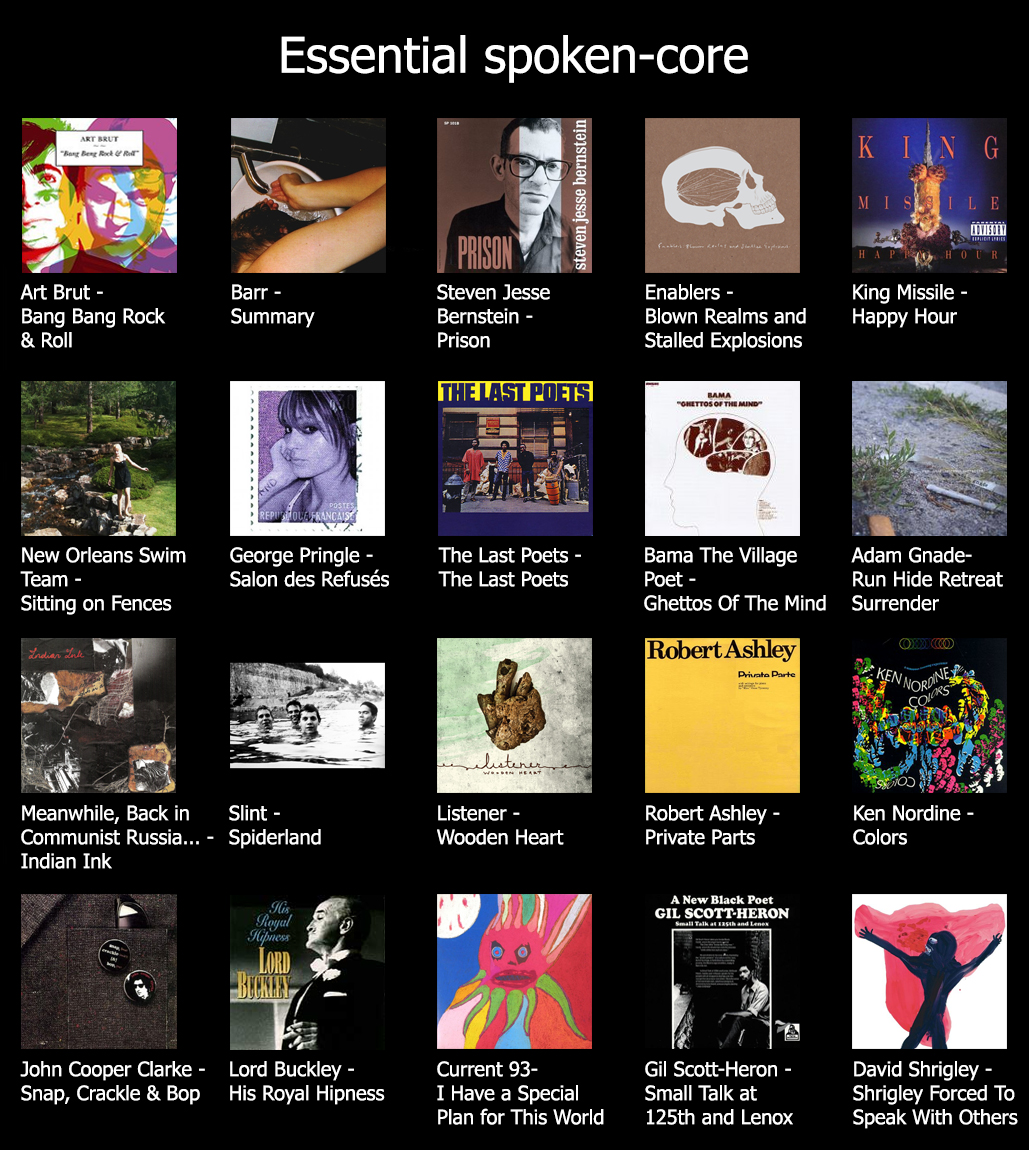 Essential spoken-core
ART BRUT
"Bang Bang Rock & Roll"
PRISON
steven jesse bernstein
KING
MISSILE
PARENTAL
ADVISORY
EXPLICIT LYRICS
HAPPY HOUR
Art Brut -
Bang Bang Rock
& Roll
Barr -
Summary
Steven Jesse
Bernstein -
Prison
Enablers -
Blown Realms and
Stalled Explosions
King Missile -
Happy Hour
POSTES
REPUBLIQUE FRANÇAISE
THE LAST POETS
BAMA
"GHETTOS OF THE MIND"
New Orleans Swim
Team -
Sitting on Fences
George Pringle -
Salon des Refusés
The Last Poets -
The Last Poets
Bama The Village
Poet -
Ghettos Of The Mind
Adam Gnade-
Run Hide Retreat
Surrender
Indian Ink
listener
WOODEN HEART
Robert Ashley
Private Parts
KEN NORDINE
COLORS
COLORS
Meanwhile, Back in
Communist Russia... -
Indian Ink
Slint -
Spiderland
Listener -
Wooden Heart
Robert Ashley -
Private Parts
Ken Nordine -
Colors
His
Royal
Hipness
LORD
BUCKLEY
A New Black Poet
GIL SCOTT-HERON
Small Talk at 125th and Lenox
John Cooper Clarke -
Snap, Crackle & Bop
Lord Buckley -
His Royal Hipness
Current 93-
I Have a Special
Plan for This World
Gil Scott-Heron -
Small Talk at
125th and Lenox
David Shrigley -
Shrigley Forced To
Speak With Others